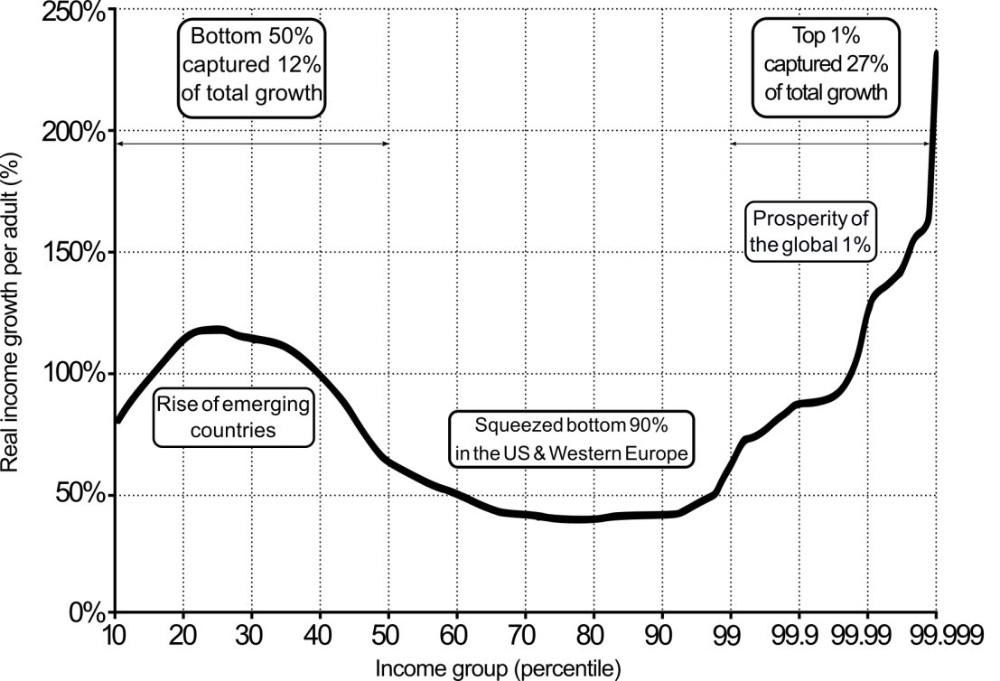 250%
200%
150%
100%
50%
0%
Real income growth per adult (%)
Bottom 50%
captured 12%
of total growth
Top 1%
captured 27%
of total growth
Prosperity of
the global 1%
Rise of emerging
countries
Squeezed bottom 90%
in the US & Western Europe
10 20 30 40 50 60 70 80 90 99 99.9 99.99 99.999
Income group (percentile)